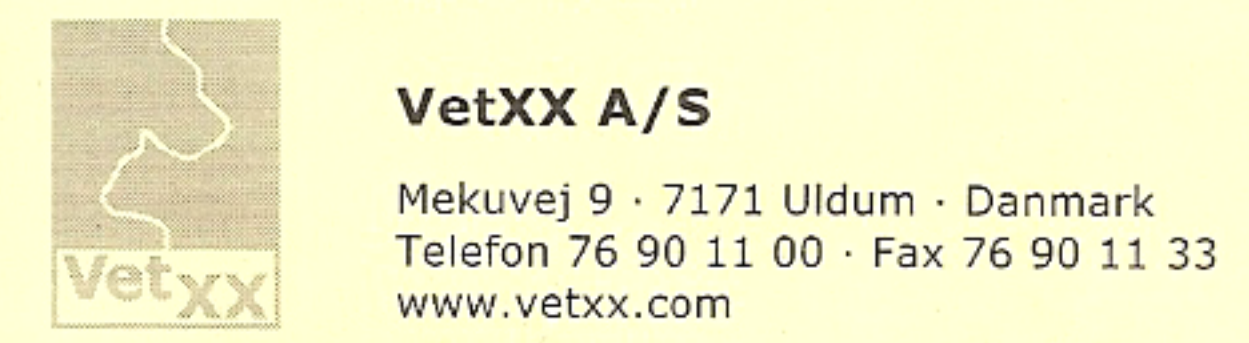 VetXX A/S
Mekuvej 9 · 7171 Uldum · Danmark
Telefon 76 90 11 00 · Fax 76 90 11 33
www.vetxx.com
Vetxx